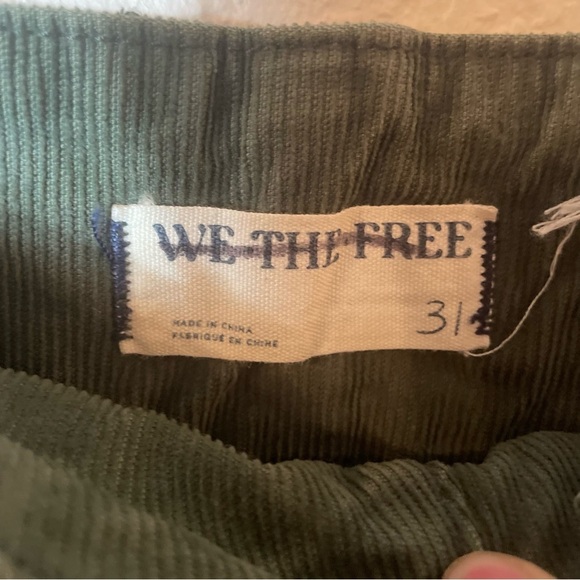 WE THE FREE
31
MADE IN CHINA
FABRIQUÉ EN CHINE